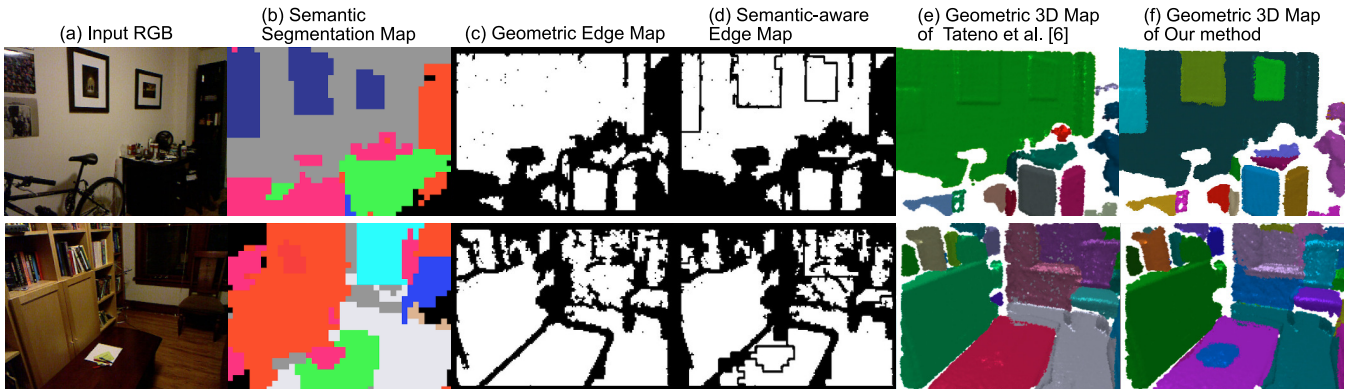 (a) Input RGB
(b) Semantic
Segmentation Map
(c) Geometric Edge Map
(d) Semantic-aware
Edge Map
(e) Geometric 3D Map
of Tateno et al. [6]
(f) Geometric 3D Map
of Our method